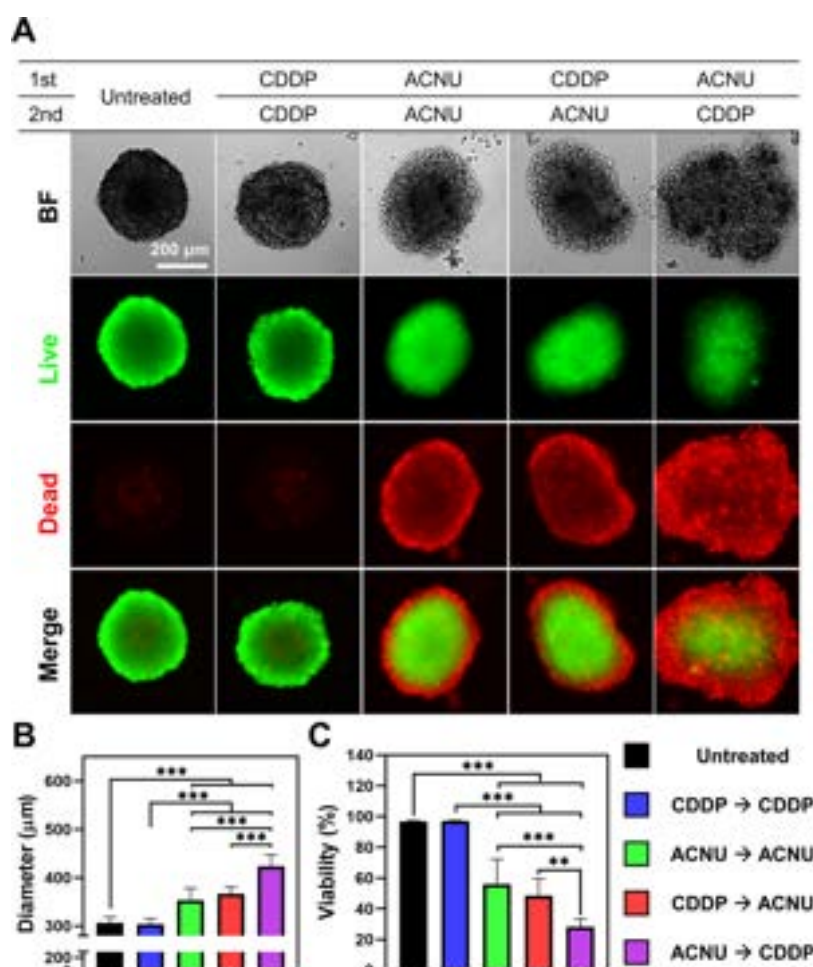 A
1st Untreated CDDP ACNU CDDP ACNU
2nd CDDP ACNU ACNU CDDP
BF
200 μm
Live
Dead
Merge
B
Diameter (μm)
600
500
400
300
200
***
***
***
***
C
Viability (%)
140
120
100
80
60
40
20
0
***
***
***
**
Untreated
CDDP → CDDP
ACNU → ACNU
CDDP → ACNU
ACNU → CDDP